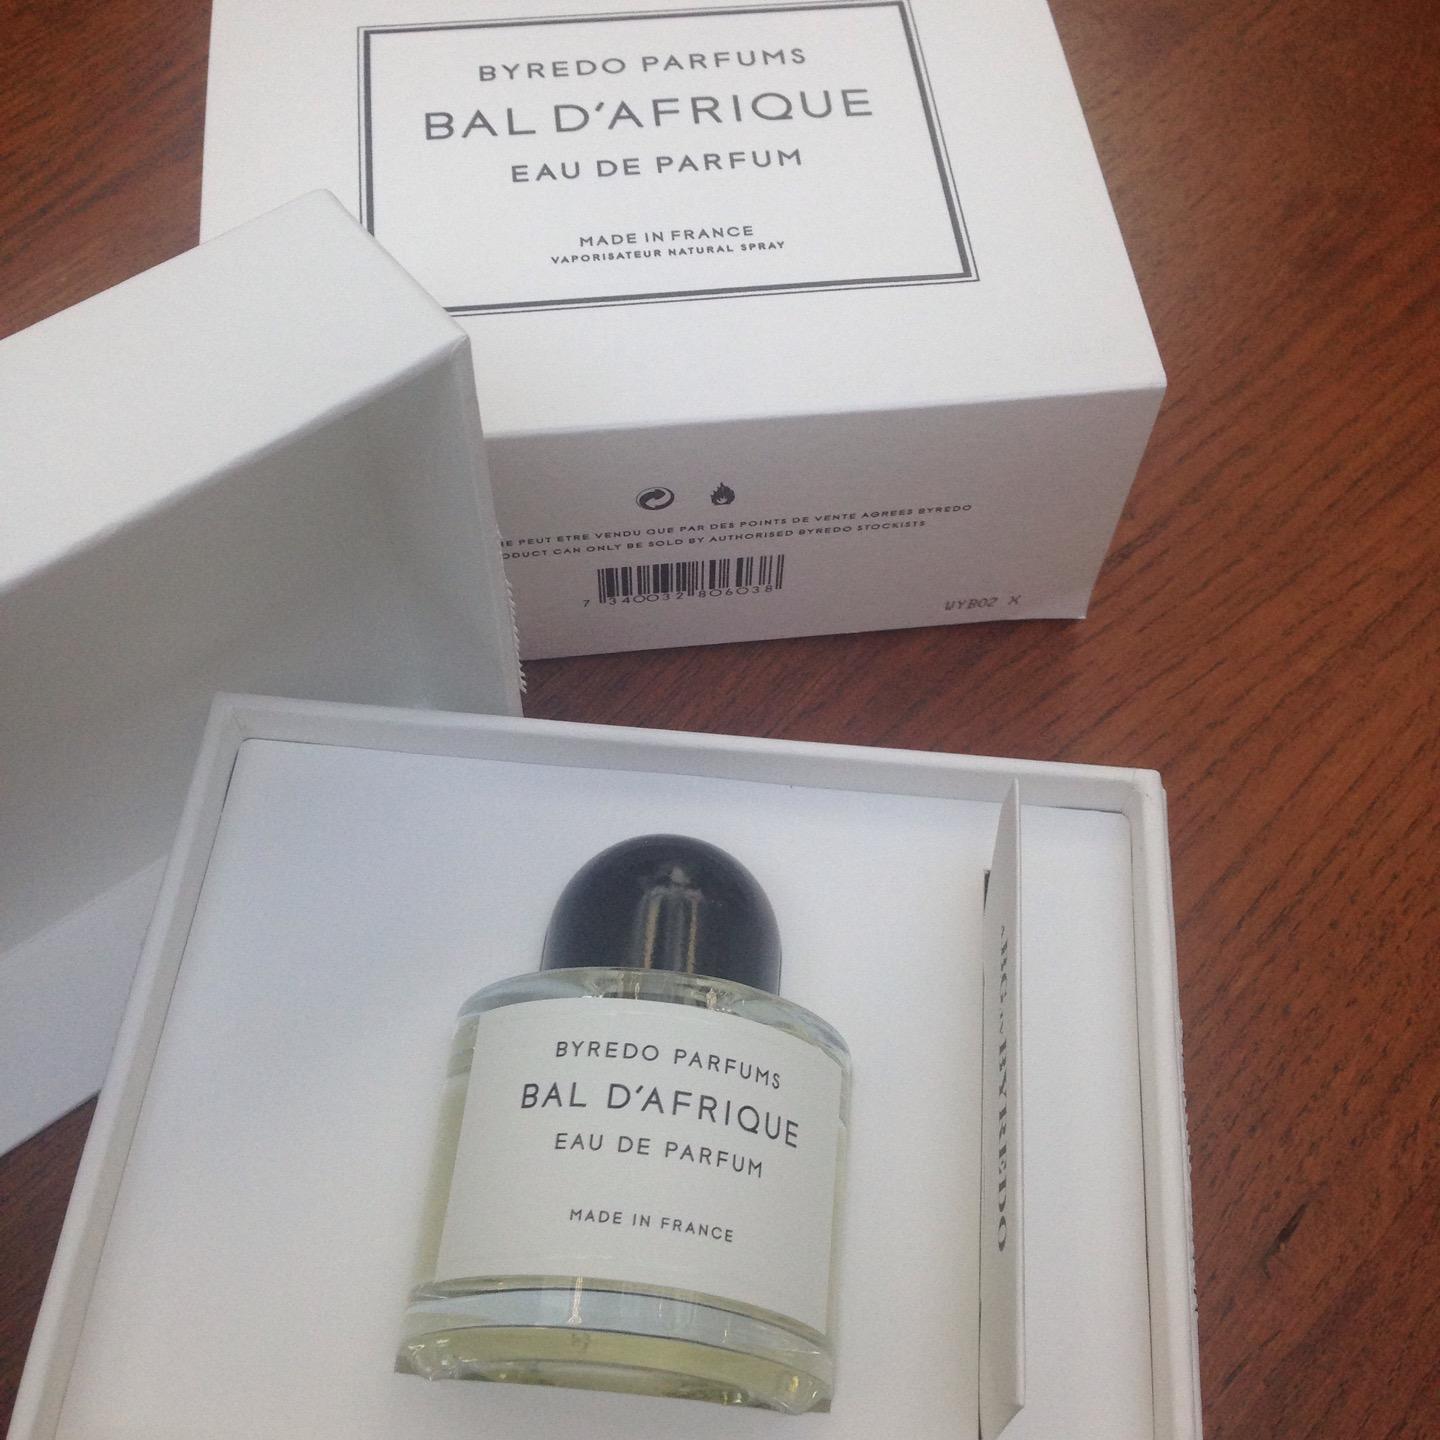 BYREDO PARFUMS
BAL D'AFRIQUE
EAU DE PARFUM
MADE IN FRANCE
VAPORISATEUR NATURAL SPRAY
PEUT ETRE VENDU QUE PAR DES POINTS DE VENTE AGREES BYREDO
CAN ONLY BE SOLD BY AUTHORISED BYREDO STOCKISTS
7 340032 806038
WYB02 X
BYREDO PARFUMS
BAL D'AFRIQUE
EAU DE PARFUM
MADE IN FRANCE
BYREDO